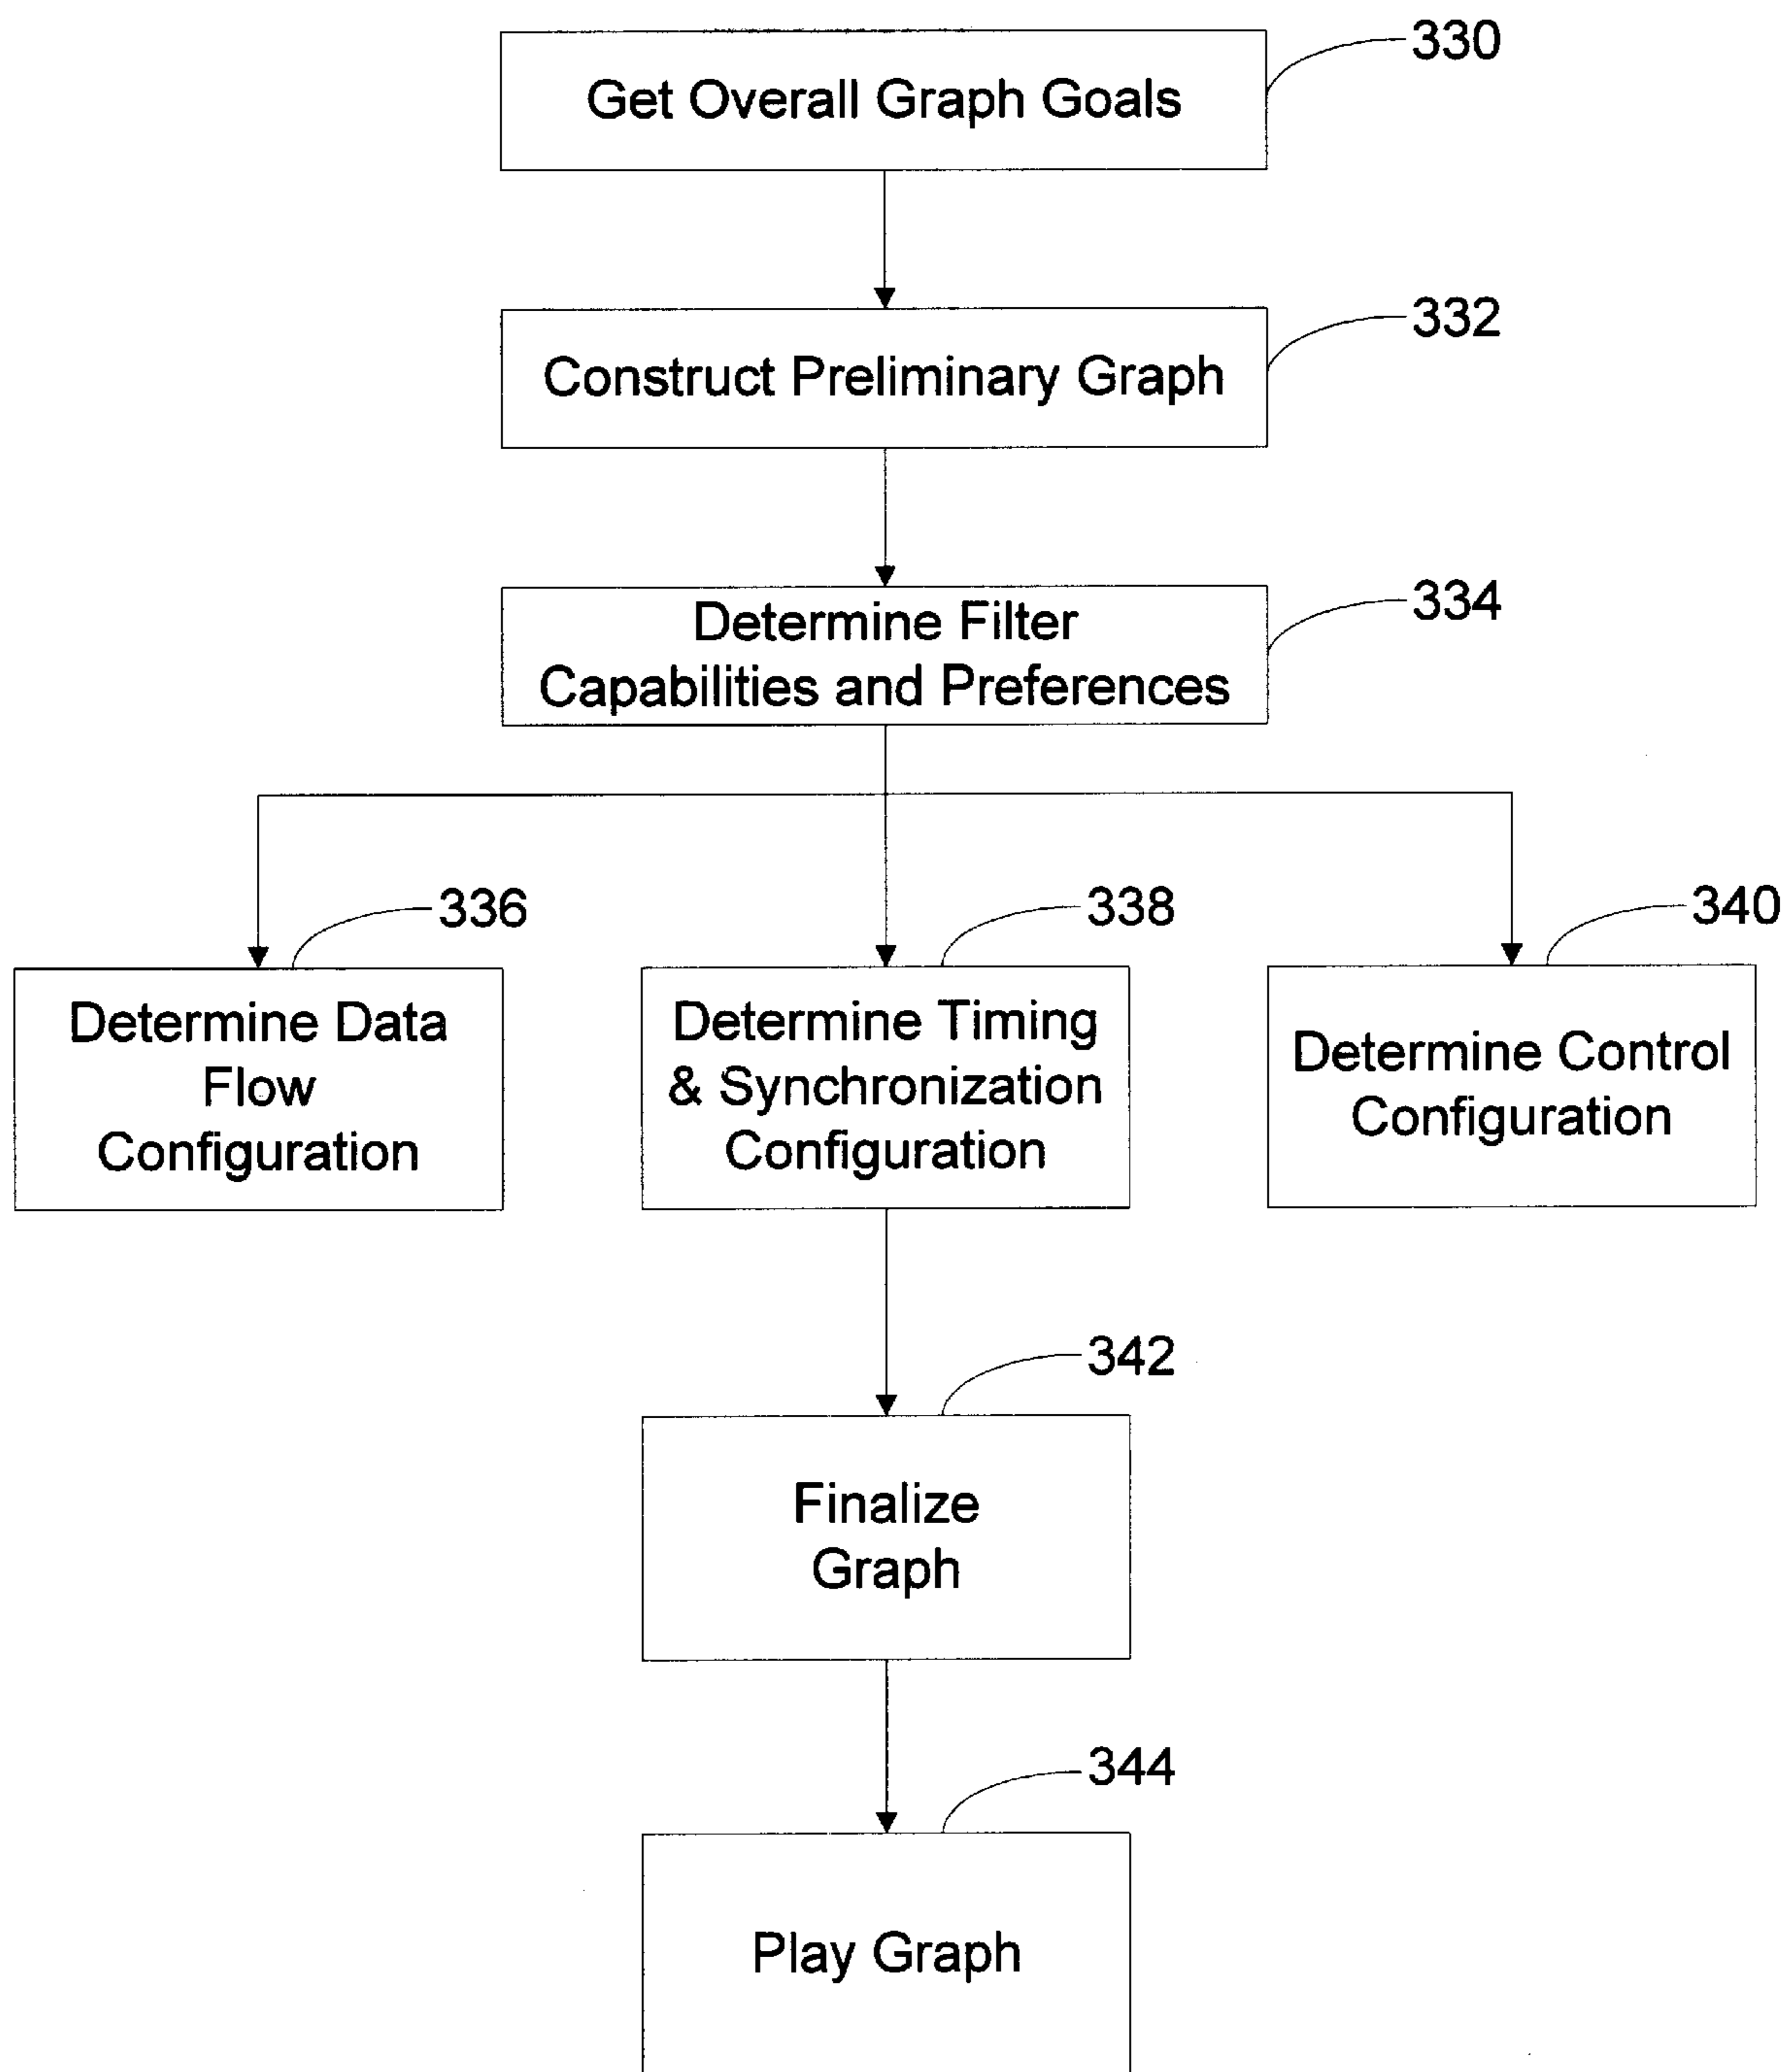 330
Get Overall Graph Goals
332
Construct Preliminary Graph
334
Determine Filter
Capabilities and Preferences
336
Determine Data
Flow
Configuration
338
Determine Timing
& Synchronization
Configuration
340
Determine Control
Configuration
342
Finalize
Graph
344
Play Graph